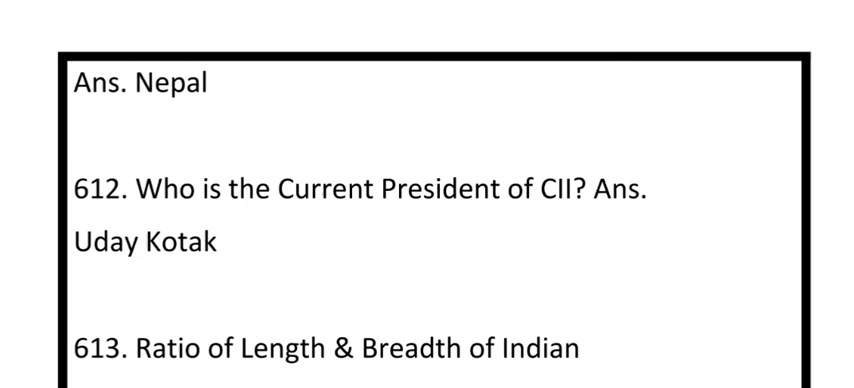 Ans. Nepal
612. Who is the Current President of CII? Ans.
Uday Kotak
613. Ratio of Length & Breadth of Indian